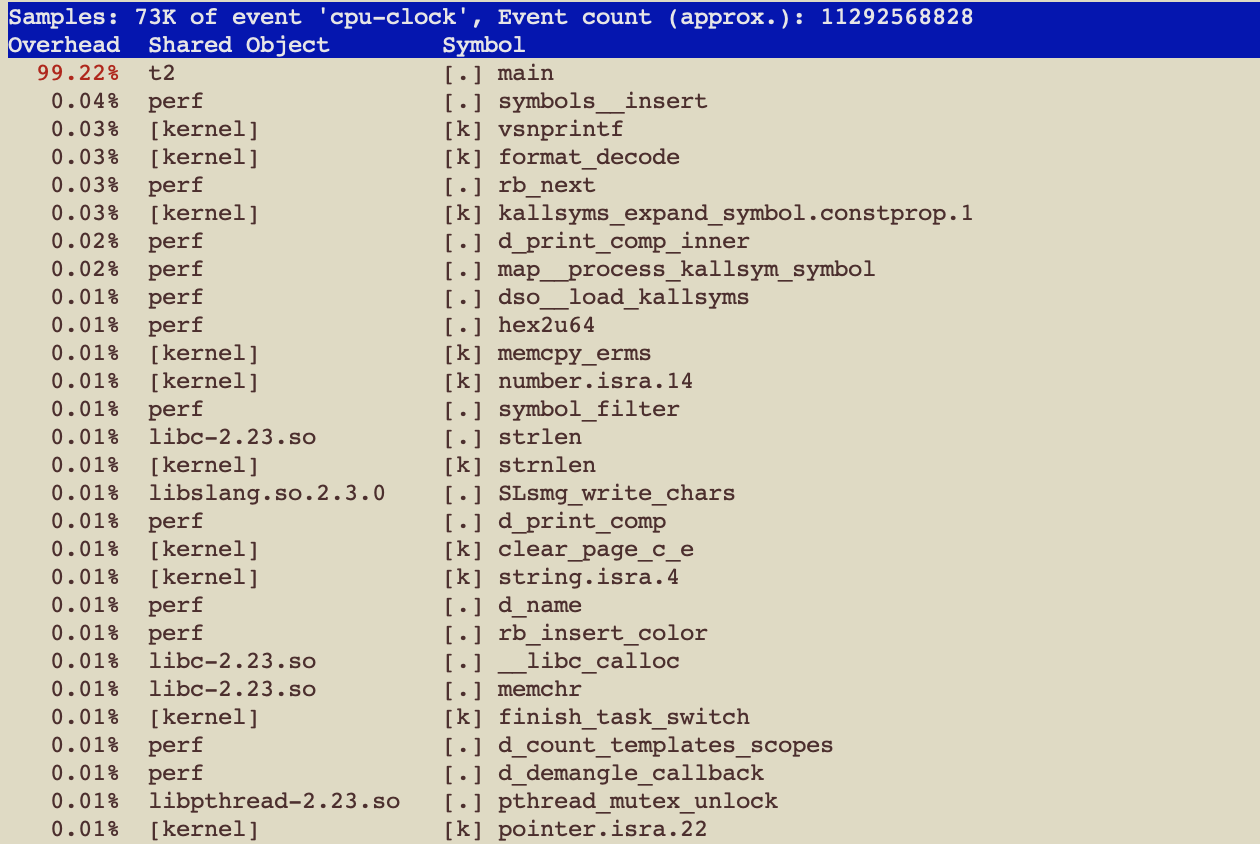 Samples: 73K of event 'cpu-clock', Event count (approx.): 11292568828
Overhead  Shared Object        Symbol
  99.22%  t2                   [.] main
   0.04%  perf                 [.] symbols__insert
   0.03%  [kernel]             [k] vsnprintf
   0.03%  [kernel]             [k] format_decode
   0.03%  perf                 [.] rb_next
   0.03%  [kernel]             [k] kallsyms_expand_symbol.constprop.1
   0.02%  perf                 [.] d_print_comp_inner
   0.02%  perf                 [.] map__process_kallsym_symbol
   0.01%  perf                 [.] dso__load_kallsyms
   0.01%  perf                 [.] hex2u64
   0.01%  [kernel]             [k] memcpy_erms
   0.01%  [kernel]             [k] number.isra.14
   0.01%  perf                 [.] symbol_filter
   0.01%  libc-2.23.so         [.] strlen
   0.01%  [kernel]             [k] strnlen
   0.01%  libslang.so.2.3.0    [.] SLsmg_write_chars
   0.01%  perf                 [.] d_print_comp
   0.01%  [kernel]             [k] clear_page_c_e
   0.01%  [kernel]             [k] string.isra.4
   0.01%  perf                 [.] d_name
   0.01%  perf                 [.] rb_insert_color
   0.01%  libc-2.23.so         [.] __libc_calloc
   0.01%  libc-2.23.so         [.] memchr
   0.01%  [kernel]             [k] finish_task_switch
   0.01%  perf                 [.] d_count_templates_scopes
   0.01%  perf                 [.] d_demangle_callback
   0.01%  libpthread-2.23.so   [.] pthread_mutex_unlock
   0.01%  [kernel]             [k] pointer.isra.22